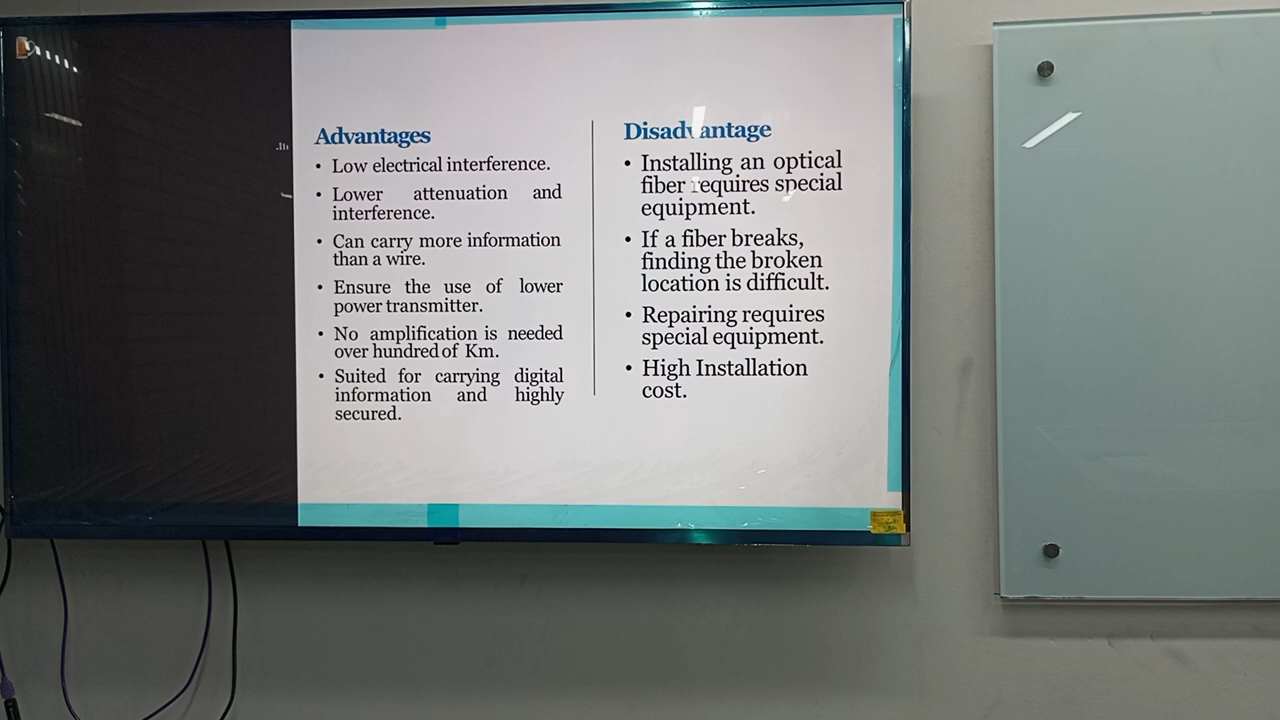 Advantages
• Low electrical interference.
• Lower attenuation and
interference.
• Can carry more information
than a wire.
• Ensure the use of lower
power transmitter.
• No amplification is needed
over hundred of Km.
• Suited for carrying digital
information and highly
secured.
Disadvantage
• Installing an optical
fiber requires special
equipment.
• If a fiber breaks,
finding the broken
location is difficult.
• Repairing requires
special equipment.
• High Installation
cost.